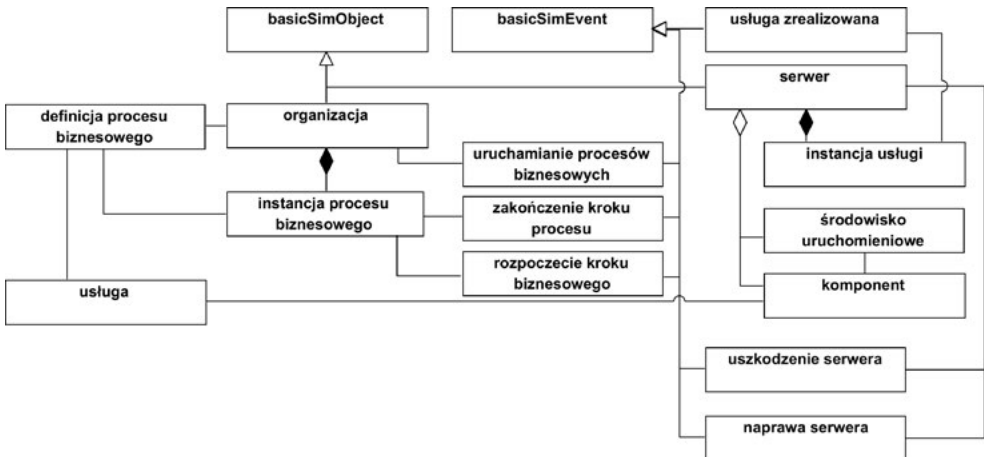 basicSimObject
basicSimEvent
usługa zrealizowana
serwer
definicja procesu
biznesowego
organizacja
uruchamianie procesów
biznesowych
instancja usługi
instancja procesu
biznesowego
zakończenie kroku
procesu
środowisko
uruchomieniowe
rozpoczecie kroku
biznesowego
usługa
komponent
uszkodzenie serwera
naprawa serwera